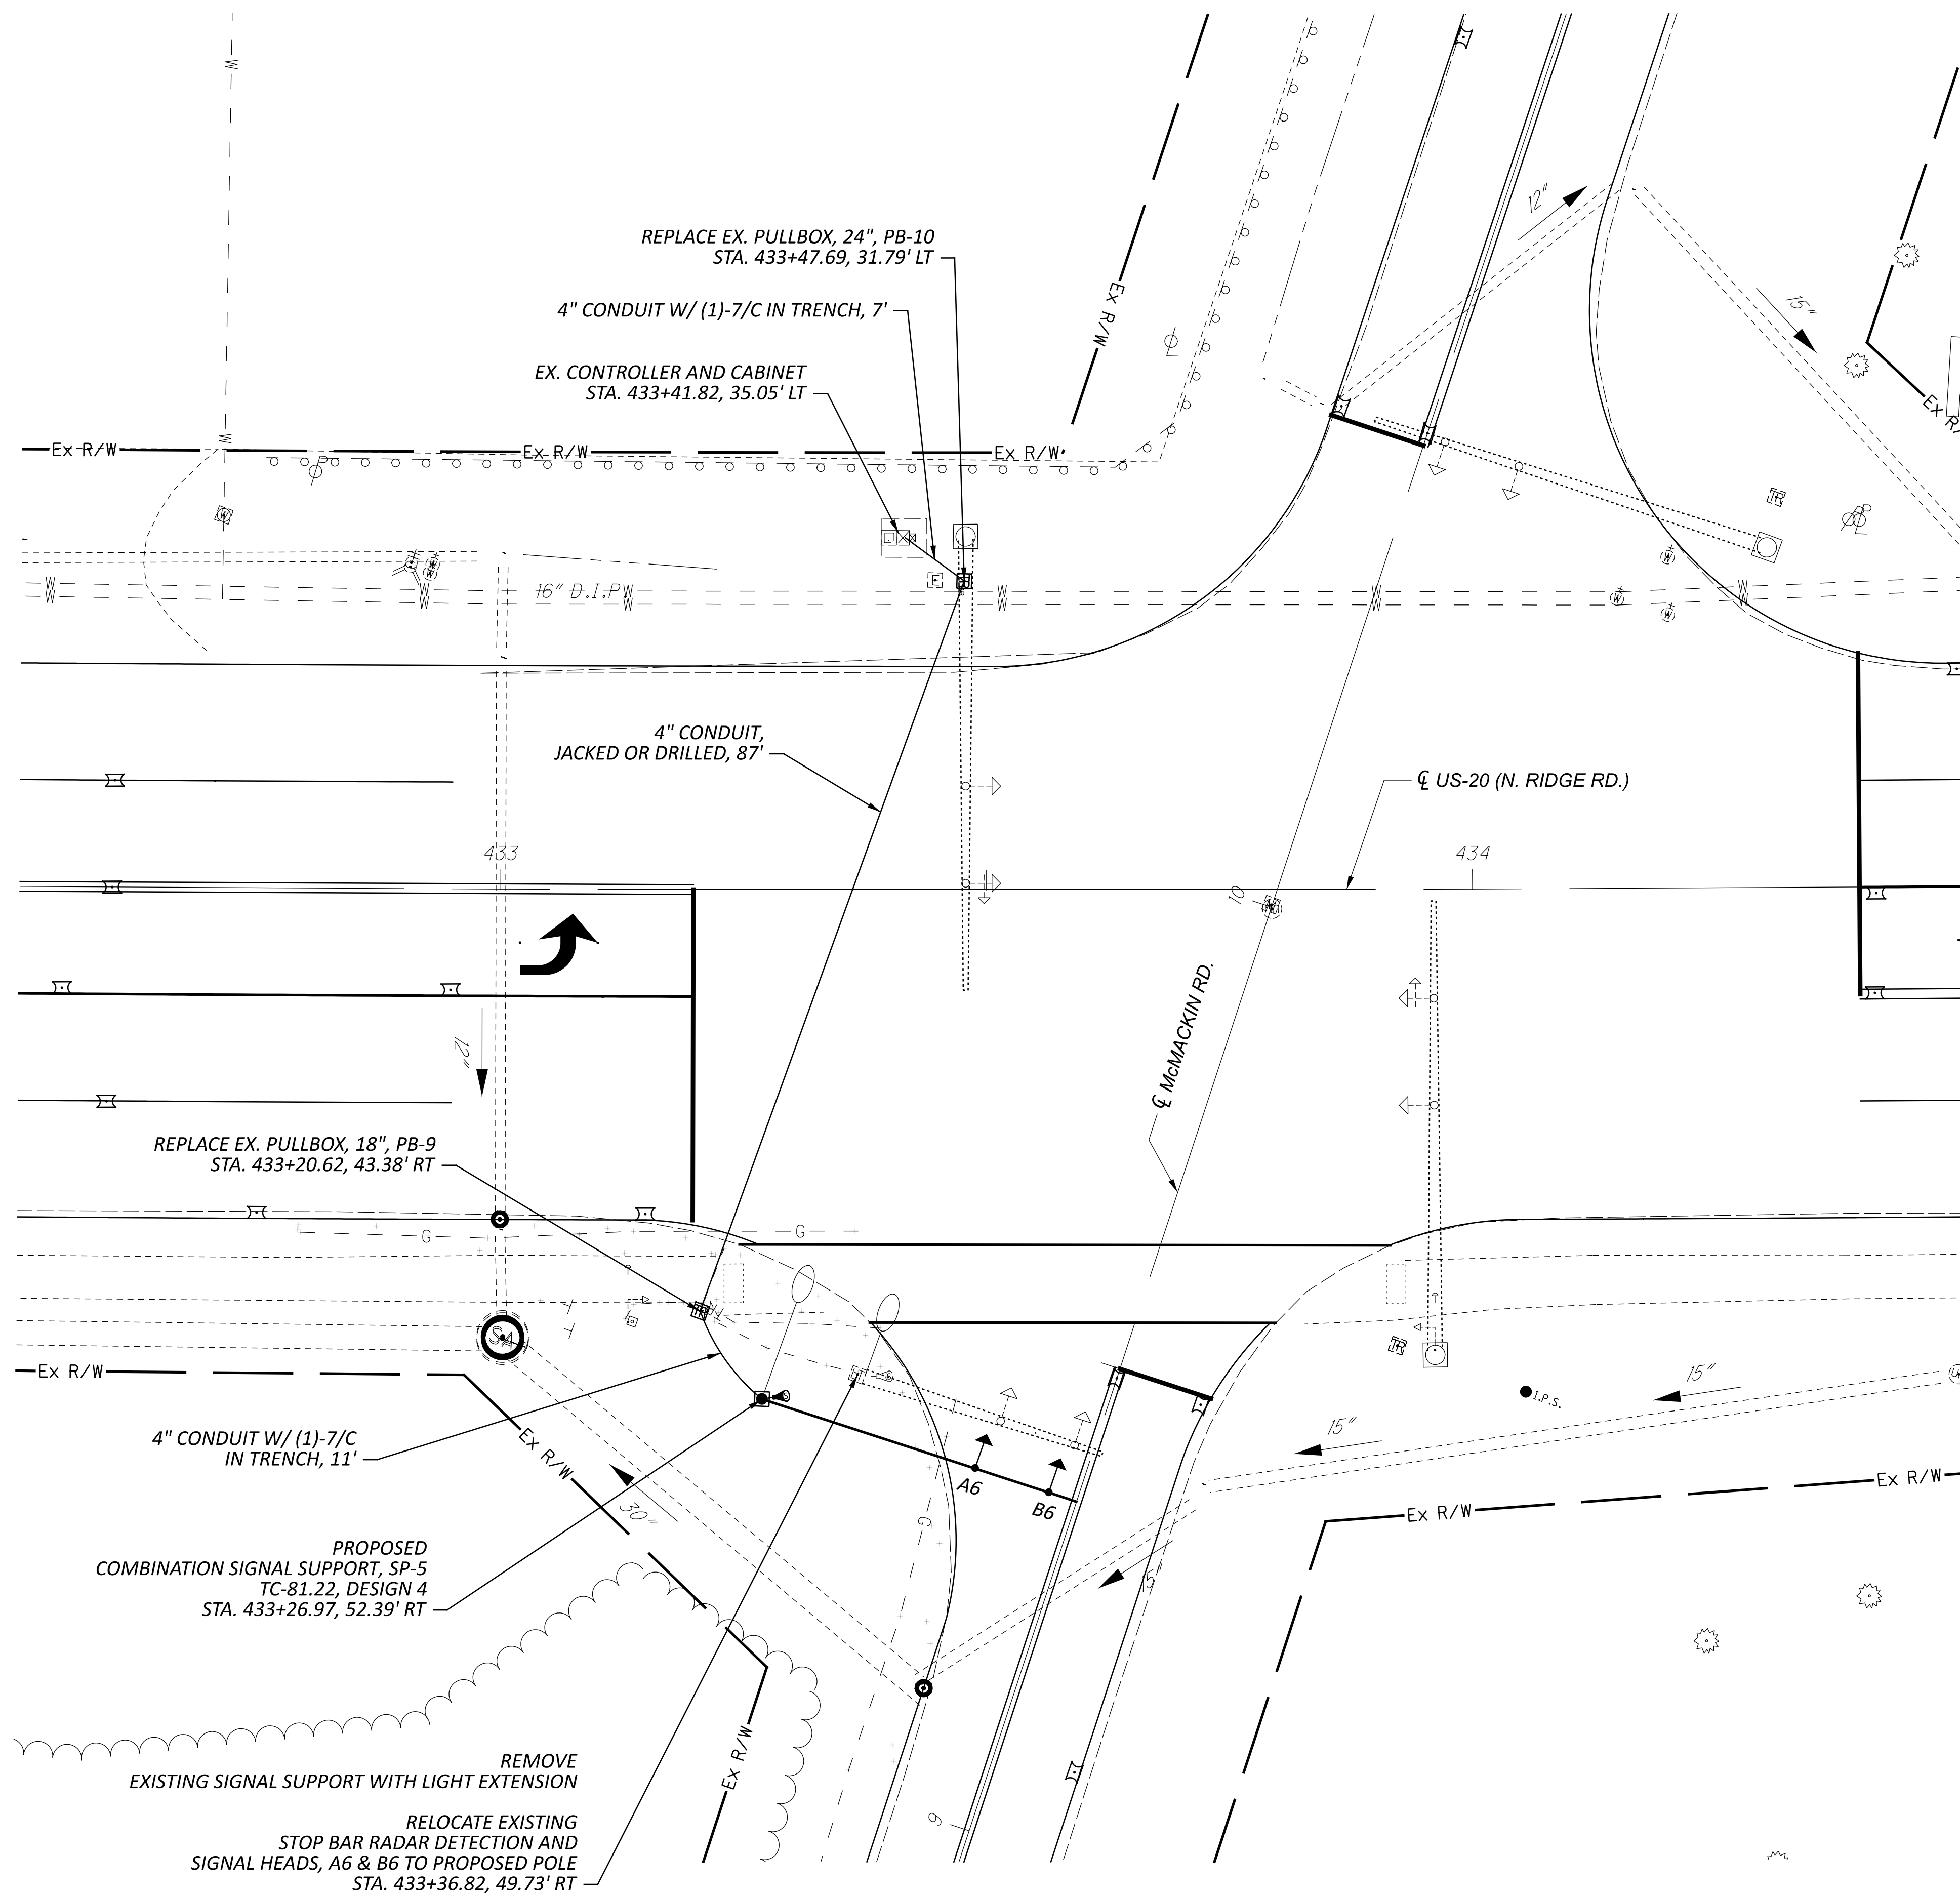 REPLACE EX. PULLBOX, 24", PB-10
STA. 433+47.69, 31.79' LT
4" CONDUIT W/ (1)-7/C IN TRENCH, 7'
EX. CONTROLLER AND CABINET
STA. 433+41.82, 35.05' LT
W
W
12"
15"
Ex R/W
Ex R/W
Ex R/W
Ex R/W
Ex R/W
W
TR
W
W
W
W
W
W
16" D.I.P
W
W
W
W
W
W
W
W
W
W
4" CONDUIT,
JACKED OR DRILLED, 87'
℄ US-20 (N. RIDGE RD.)
433
434
10
12"
℄ McMACKIN RD.
REPLACE EX. PULLBOX, 18", PB-9
STA. 433+20.62, 43.38' RT
G
G
TR
TR
SA
Ex R/W
15"
15"
I.P.S.
4" CONDUIT W/ (1)-7/C
IN TRENCH, 11'
Ex R/W
30"
A6
B6
G
Ex R/W
Ex R/W
15"
PROPOSED
COMBINATION SIGNAL SUPPORT, SP-5
TC-81.22, DESIGN 4
STA. 433+26.97, 52.39' RT
REMOVE
EXISTING SIGNAL SUPPORT WITH LIGHT EXTENSION
Ex R/W
9
RELOCATE EXISTING
STOP BAR RADAR DETECTION AND
SIGNAL HEADS, A6 & B6 TO PROPOSED POLE
STA. 433+36.82, 49.73' RT